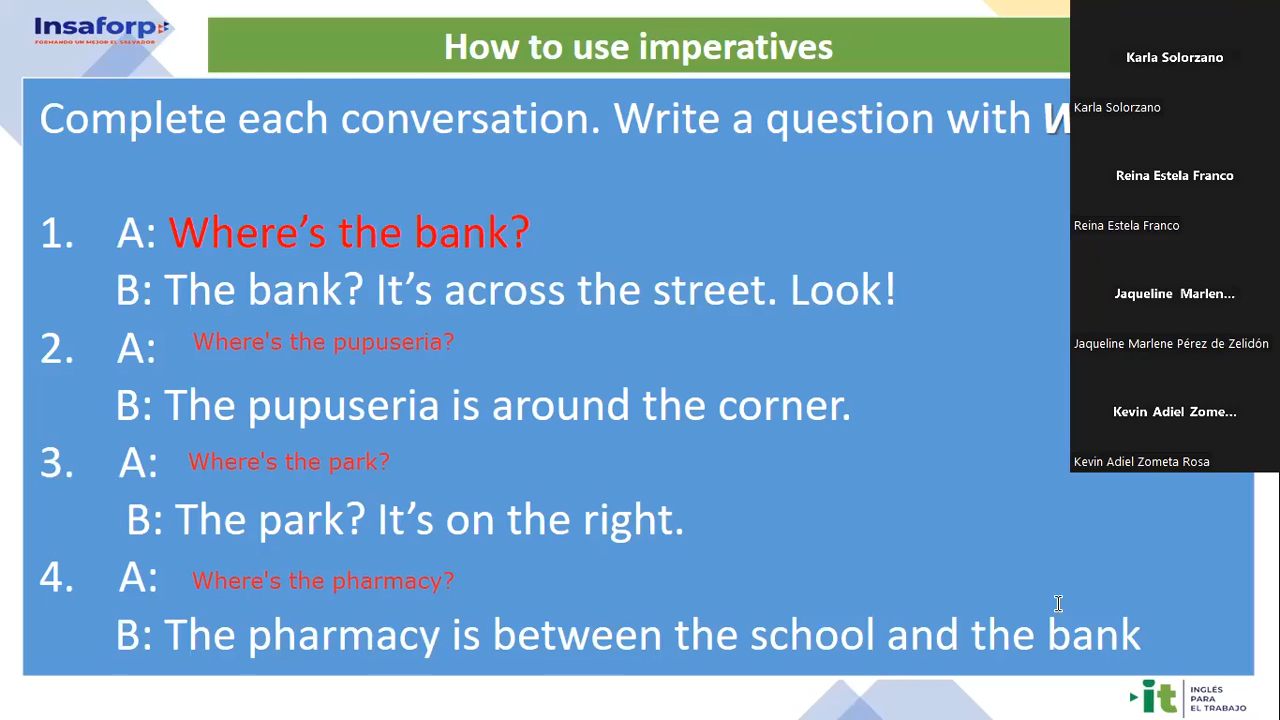 Insaforp
FORMANDO UN MEJOR EL SALVADOR
How to use imperatives
Complete each conversation. Write a question with
1. A: Where's the bank?
B: The bank? It's across the street. Look!
2. A: Where's the pupuseria?
B: The pupuseria is around the corner.
3. A: Where's the park?
B: The park? It's on the right.
4. A: Where's the pharmacy?
B: The pharmacy is between the school and the bank
Karla Solorzano
Karla Solorzano
Reina Estela Franco
Reina Estela Franco
Jaqueline Marlen...
Jaqueline Marlene Pérez de Zelidón
Kevin Adiel Zome...
Kevin Adiel Zometa Rosa
it
INGLÉS
PARA
EL TRABAJO